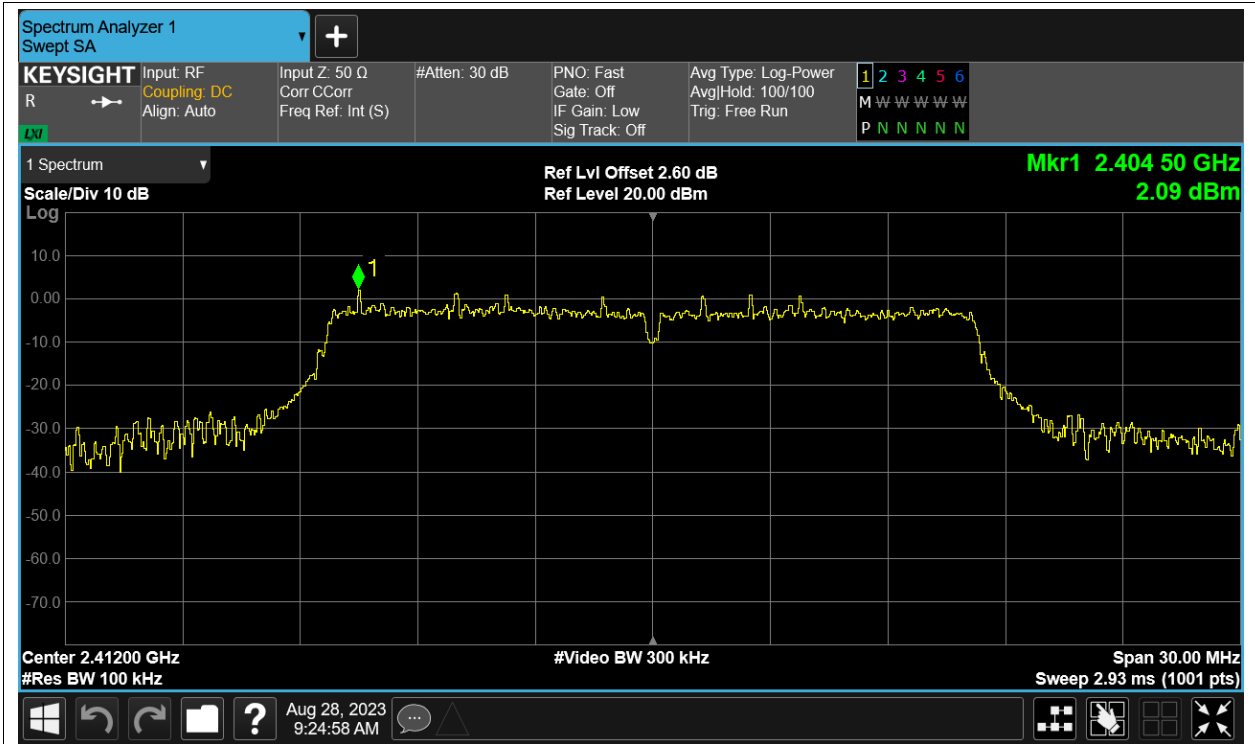 Spectrum Analyzer 1
Swept SA
+
KEYSIGHT
R
LXI
Input: RF
Coupling: DC
Align: Auto
Input Z: 50 Ω
Corr CCorr
Freq Ref: Int (S)
#Atten: 30 dB
PNO: Fast
Gate: Off
IF Gain: Low
Sig Track: Off
Avg Type: Log-Power
Avg|Hold: 100/100
Trig: Free Run
1 2 3 4 5 6
M W W W W W
P N N N N N
1 Spectrum
Scale/Div 10 dB
Log
Ref Lvl Offset 2.60 dB
Ref Level 20.00 dBm
Mkr1 2.404 50 GHz
2.09 dBm
1
10.0
0.00
-10.0
-20.0
-30.0
-40.0
-50.0
-60.0
-70.0
Center 2.41200 GHz
#Res BW 100 kHz
#Video BW 300 kHz
Span 30.00 MHz
Sweep 2.93 ms (1001 pts)
?
Aug 28, 2023
9:24:58 AM